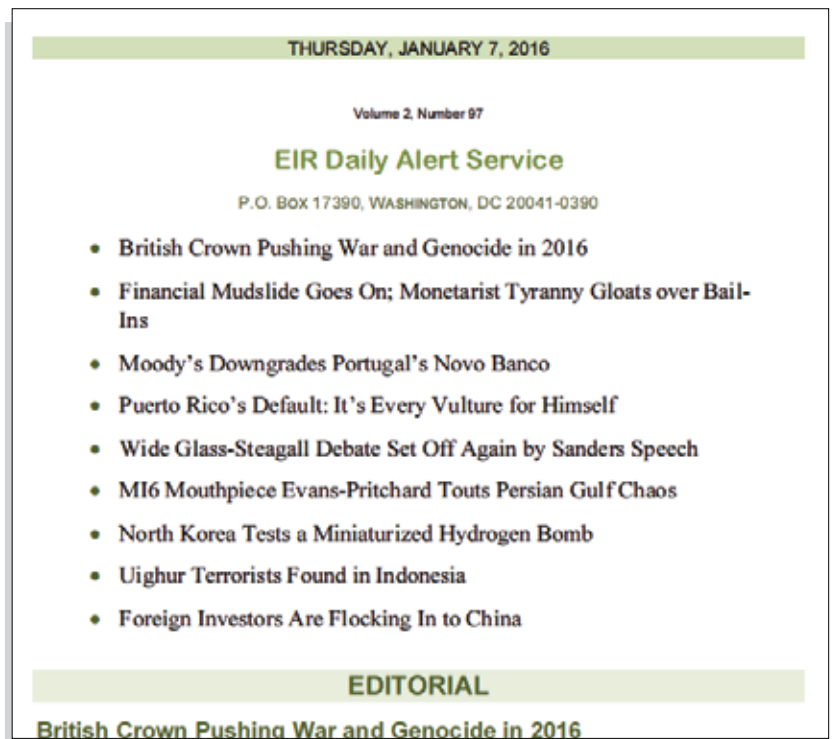 THURSDAY, JANUARY 7, 2016
Volume 2, Number 97
EIR Daily Alert Service
P.O. BOX 17390, WASHINGTON, DC 20041-0390
• British Crown Pushing War and Genocide in 2016
• Financial Mudslide Goes On; Monetarist Tyranny Gloats over Bail-
Ins
• Moody's Downgrades Portugal's Novo Banco
• Puerto Rico's Default: It's Every Vulture for Himself
• Wide Glass-Steagall Debate Set Off Again by Sanders Speech
• MI6 Mouthpiece Evans-Pritchard Touts Persian Gulf Chaos
• North Korea Tests a Miniaturized Hydrogen Bomb
• Uighur Terrorists Found in Indonesia
• Foreign Investors Are Flocking In to China
EDITORIAL
British Crown Pushing War and Genocide in 2016